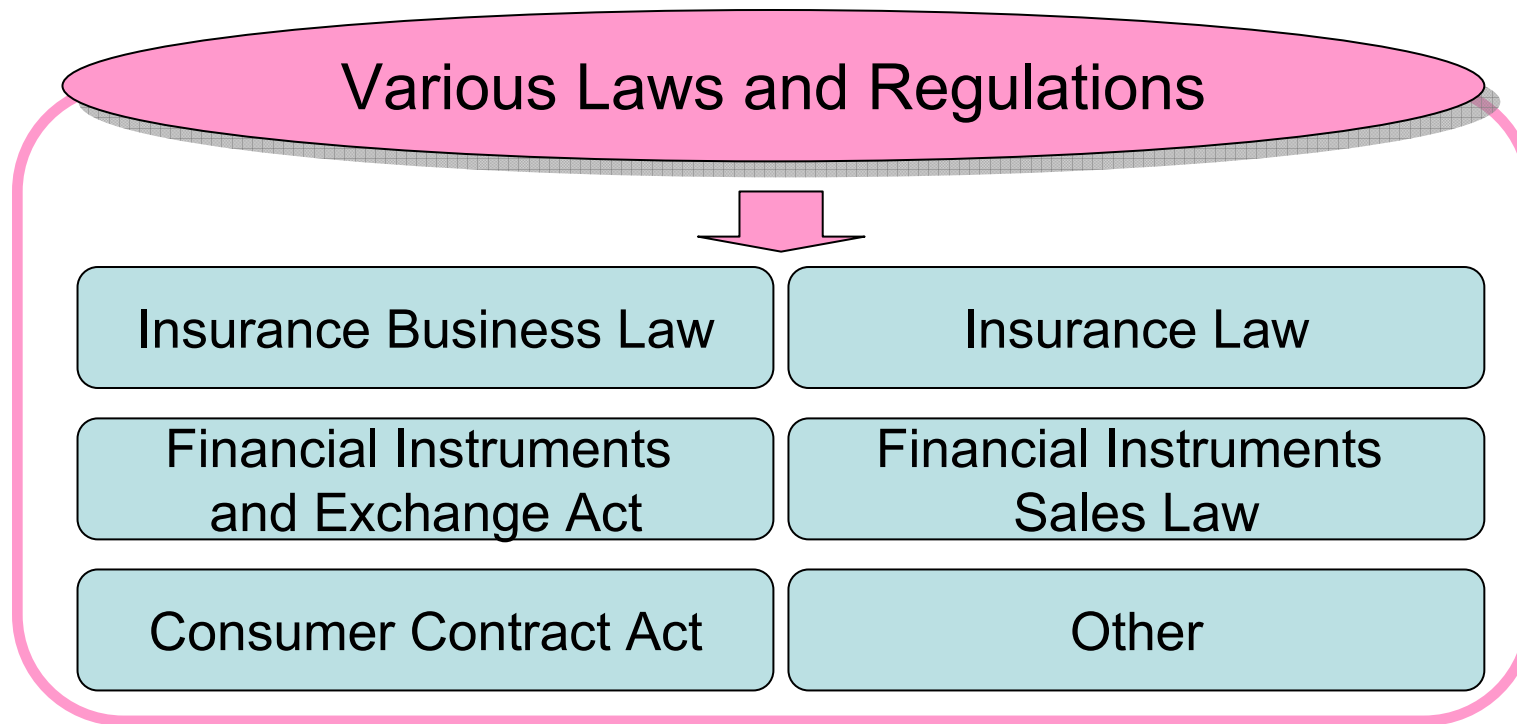 Various Laws and Regulations
Insurance Business Law
Insurance Law
Financial Instruments
and Exchange Act
Financial Instruments
Sales Law
Consumer Contract Act
Other